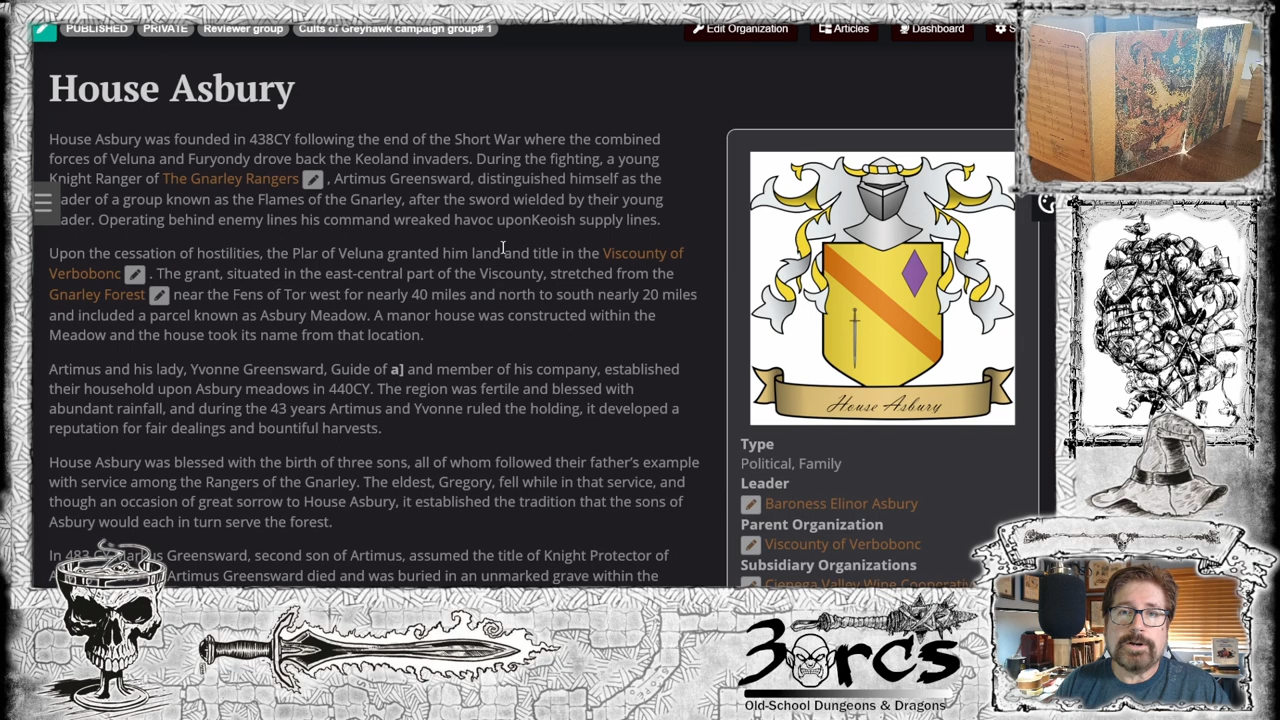 PUBLISHED PRIVATE Reviewer group Cults of Greyhawk campaign group# 1
Edit Organization Articles Dashboard S
House Asbury
House Asbury was founded in 438CY following the end of the Short War where the combined
forces of Veluna and Furyondy drove back the Keoland invaders. During the fighting, a young
Knight Ranger of The Gnarley Rangers , Artimus Greensward, distinguished himself as the
eader of a group known as the Flames of the Gnarley, after the sword wielded by their young
eader. Operating behind enemy lines his command wreaked havoc uponKeoish supply lines.
Upon the cessation of hostilities, the Plar of Veluna granted him land and title in the Viscounty of
Verbobonc . The grant, situated in the east-central part of the Viscounty, stretched from the
Gnarley Forest near the Fens of Tor west for nearly 40 miles and north to south nearly 20 miles
and included a parcel known as Asbury Meadow. A manor house was constructed within the
Meadow and the house took its name from that location.
Artimus and his lady, Yvonne Greensward, Guide of a] and member of his company, established
their household upon Asbury meadows in 440CY. The region was fertile and blessed with
abundant rainfall, and during the 43 years Artimus and Yvonne ruled the holding, it developed a
reputation for fair dealings and bountiful harvests.
House Asbury was blessed with the birth of three sons, all of whom followed their father's example
with service among the Rangers of the Gnarley. The eldest, Gregory, fell while in that service, and
though an occasion of great sorrow to House Asbury, it established the tradition that the sons of
Asbury would each in turn serve the forest.
In 483 Greensward, second son of Artimus, assumed the title of Knight Protector of
Artimus Greensward died and was buried in an unmarked grave within the
House Asbury
Type
Political, Family
Leader
Baroness Elinor Asbury
Parent Organization
Viscounty of Verbobonc
Subsidiary Organizations
Cienega Valley Wine Cooperativ
3 orcs
Old-School Dungeons & Dragons